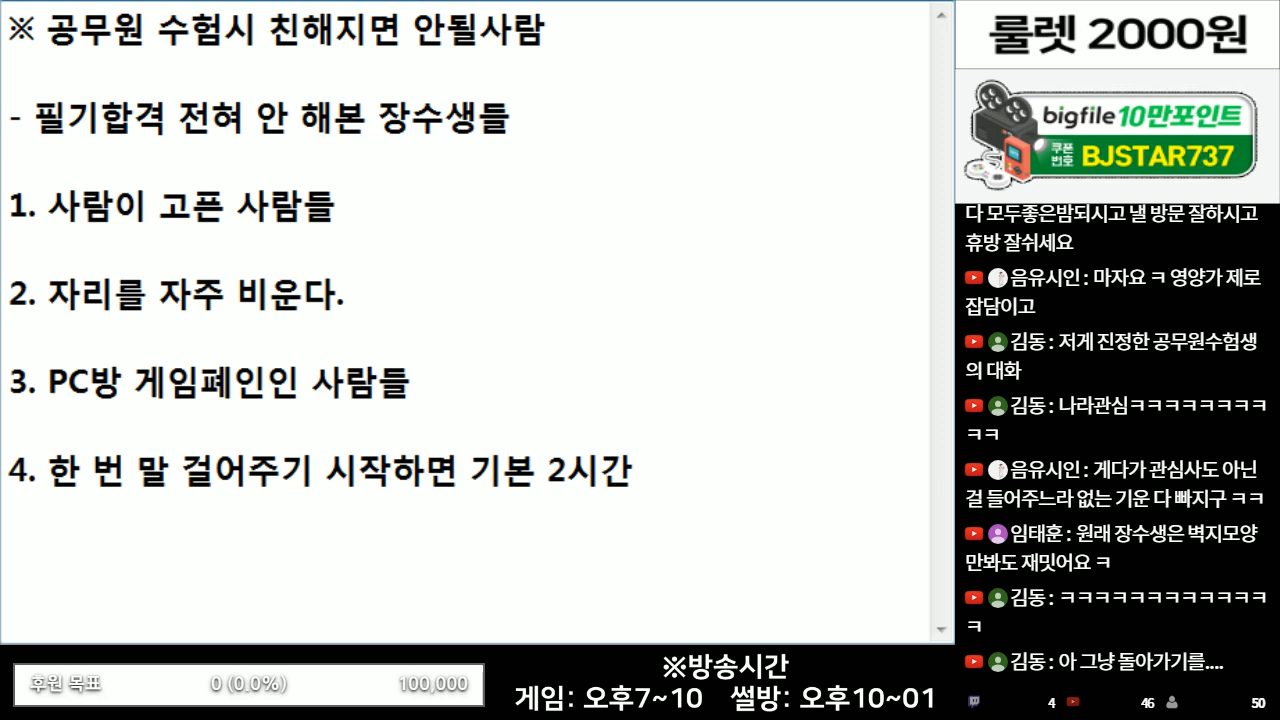 ※ 공무원 수험시 친해지면 안될사람
- 필기합격 전혀 안 해본 장수생들
1. 사람이 고픈 사람들
2. 자리를 자주 비운다.
3. PC방 게임폐인인 사람들
4. 한 번 말 걸어주기 시작하면 기본 2시간
룰렛 2000원
bigfile 10만포인트
쿠폰
번호 BJSTAR737
다 모두좋은밤되시고 낼 방문 잘하시고
휴방 잘쉬세요
음유시인 : 마자요 ㅋ 영양가 제로
잡담이고
김동 : 저게 진정한 공무원수험생
의 대화
김동 : 나라관심ㅋㅋㅋㅋㅋㅋㅋㅋ
ㅋㅋ
음유시인 : 게다가 관심사도 아닌
걸 들어주느라 없는 기운 다 빠지구 ㅋㅋ
임태훈 : 원래 장수생은 벽지모양
만봐도 재밋어요 ㅋ
김동 : ㅋㅋㅋㅋㅋㅋㅋㅋㅋㅋㅋㅋ
ㅋ
김동 : 아 그냥 돌아가기를....
후원 목표 0 (0.0%) 100,000
※방송시간
게임: 오후7~10 썰방: 오후10~01
4 46 50